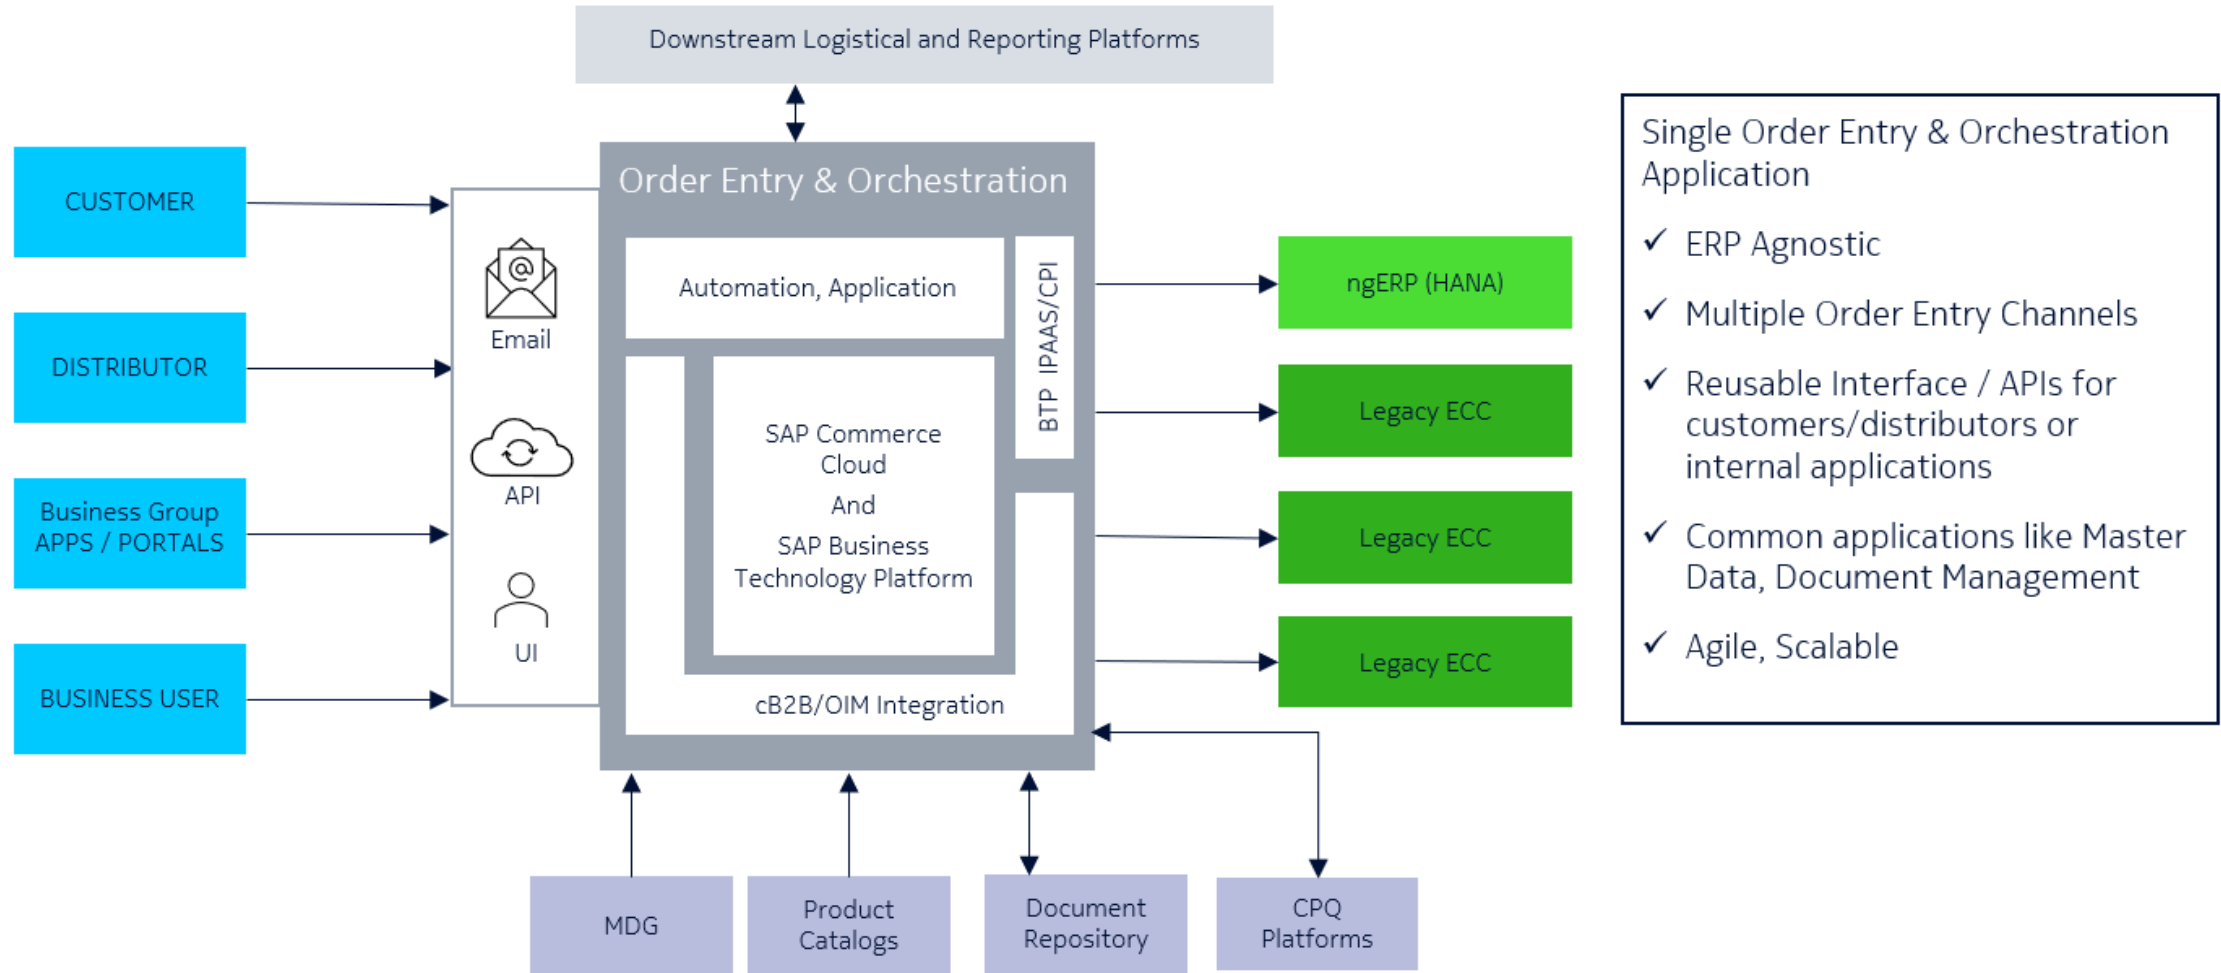 Downstream Logistical and Reporting Platforms
CUSTOMER
DISTRIBUTOR
Business Group
APPS / PORTALS
BUSINESS USER
Email
API
UI
Order Entry & Orchestration
Automation, Application
BTP IPAAS/CPI
SAP Commerce
Cloud
And
SAP Business
Technology Platform
cB2B/OIM Integration
ngERP (HANA)
Legacy ECC
Legacy ECC
Legacy ECC
MDG
Product
Catalogs
Document
Repository
CPQ
Platforms
Single Order Entry & Orchestration
Application
✓ ERP Agnostic
✓ Multiple Order Entry Channels
✓ Reusable Interface / APIs for
customers/distributors or
internal applications
✓ Common applications like Master
Data, Document Management
✓ Agile, Scalable